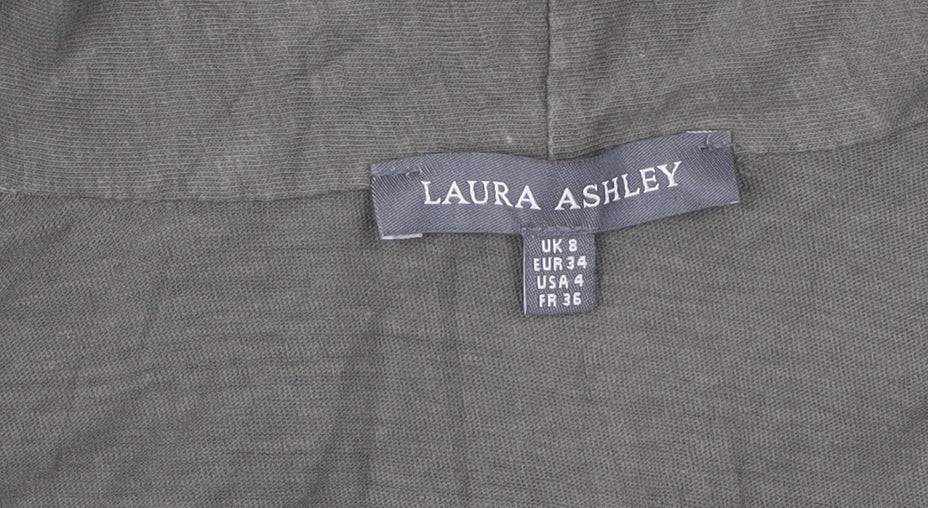 LAURA ASHLEY
UK 8
EUR 34
USA 4
FR 36